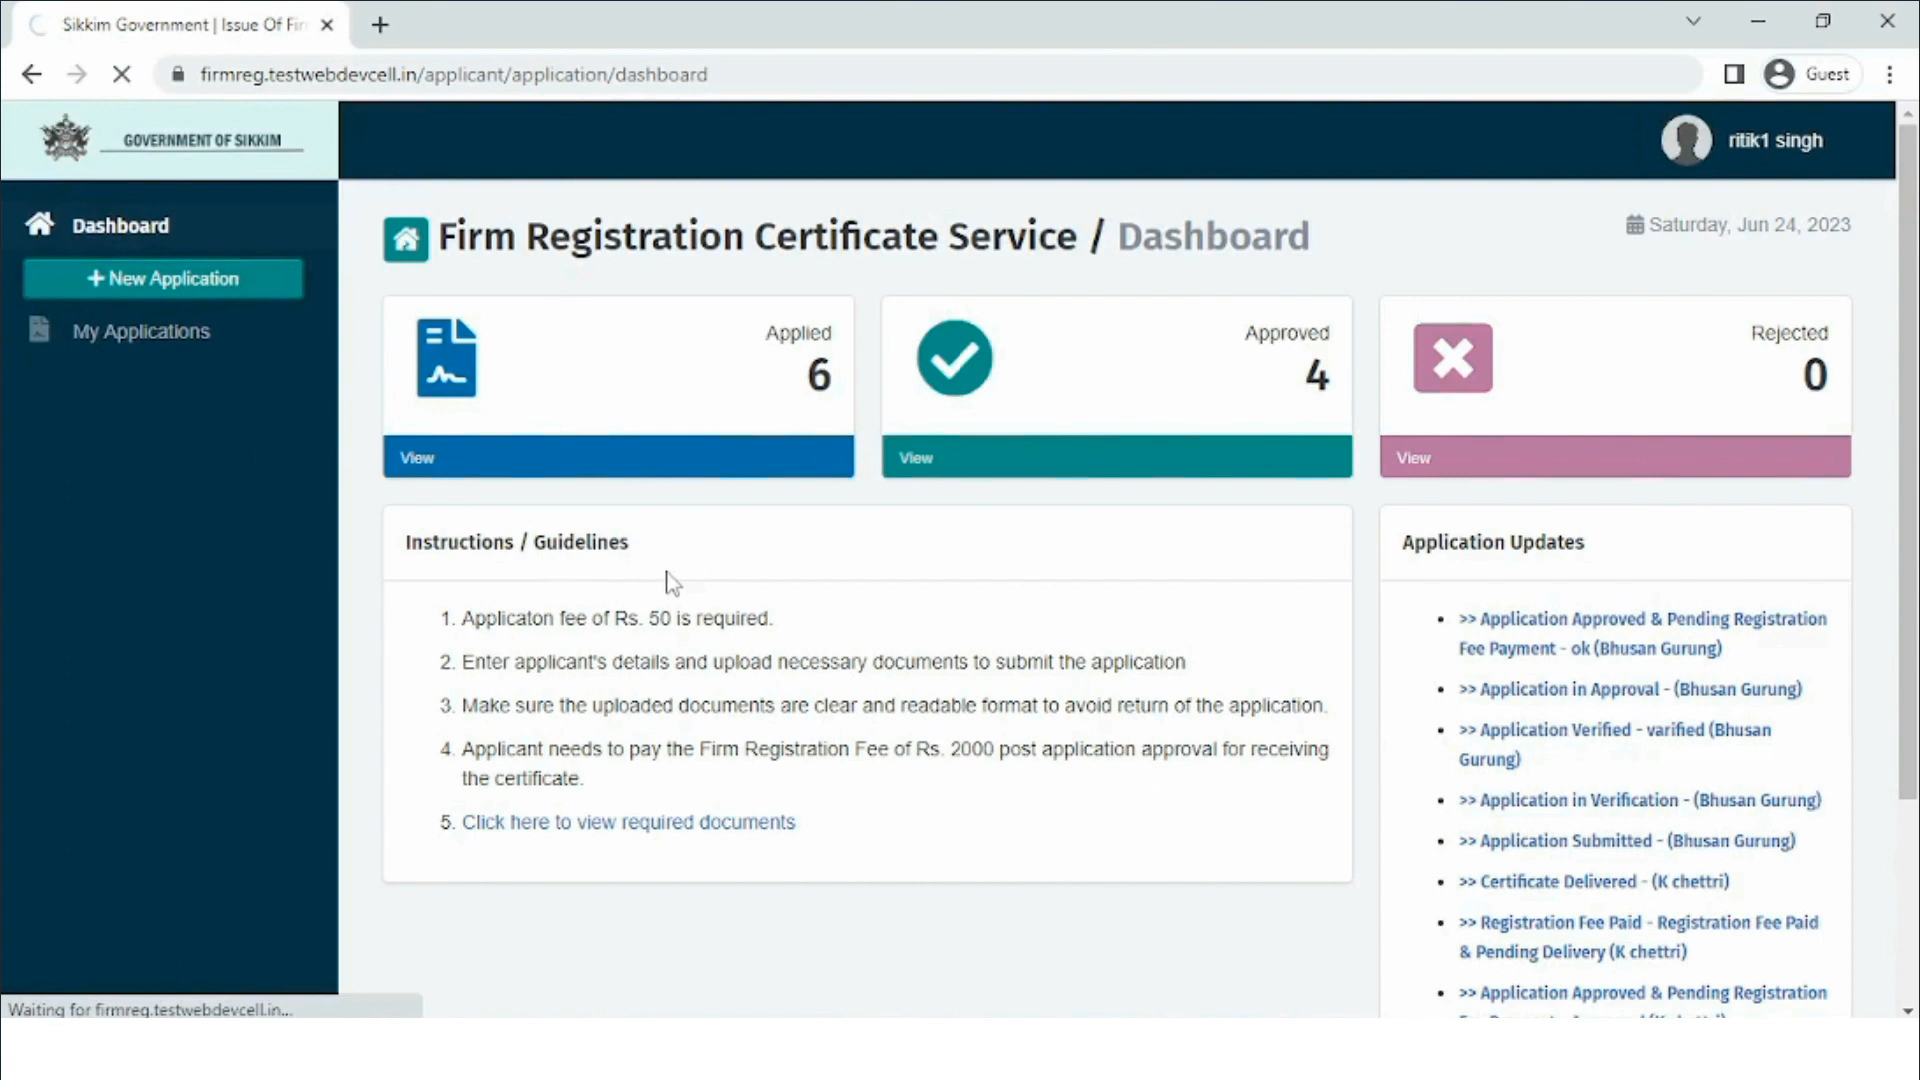 Sikkim Government | Issue Of Fir
firmreg.testwebdevcell.in/applicant/application/dashboard
Guest
GOVERNMENT OF SIKKIM
ritik1 singh
Dashboard
+ New Application
My Applications
Firm Registration Certificate Service / Dashboard
Saturday, Jun 24, 2023
Applied
6
View
Approved
4
View
Rejected
0
View
Instructions / Guidelines
1. Applicaton fee of Rs. 50 is required.
2. Enter applicant's details and upload necessary documents to submit the application
3. Make sure the uploaded documents are clear and readable format to avoid return of the application.
4. Applicant needs to pay the Firm Registration Fee of Rs. 2000 post application approval for receiving
the certificate.
5. Click here to view required documents
Application Updates
• >> Application Approved & Pending Registration
Fee Payment - ok (Bhusan Gurung)
• >> Application in Approval - (Bhusan Gurung)
• >> Application Verified - varified (Bhusan
Gurung)
• >> Application in Verification - (Bhusan Gurung)
• >> Application Submitted - (Bhusan Gurung)
• >> Certificate Delivered - (K chettri)
• >> Registration Fee Paid - Registration Fee Paid
& Pending Delivery (K chettri)
• >> Application Approved & Pending Registration
Waiting for firmreg.testwebdevcell.in...